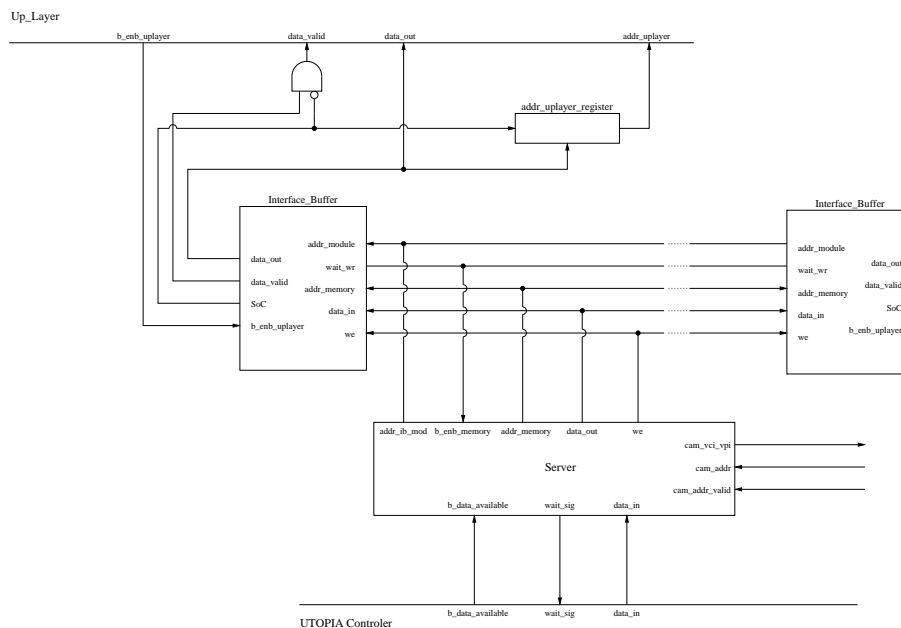 Up_Layer
b_enb_uplayer
data_valid
data_out
addr_uplayer
addr_uplayer_register
Interface_Buffer
data_out
data_valid
SoC
b_enb_uplayer
addr_module
wait_wr
addr_memory
data_in
we
Interface_Buffer
addr_module
wait_wr
addr_memory
data_in
we
data_out
data_valid
SoC
b_enb_uplayer
addr_ib_mod
b_enb_memory
addr_memory
data_out
we
Server
cam_vci_vpi
cam_addr
cam_addr_valid
b_data_available
wait_sig
data_in
b_data_available
wait_sig
data_in
UTOPIA Controler